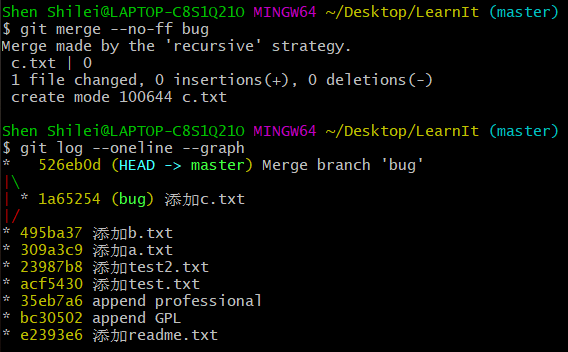 Shen Shilei@LAPTOP-C8S1Q21O MINGW64 ~/Desktop/LearnIt (master)
$ git merge --no-ff bug
Merge made by the 'recursive' strategy.
 c.txt | 0
 1 file changed, 0 insertions(+), 0 deletions(-)
 create mode 100644 c.txt

Shen Shilei@LAPTOP-C8S1Q21O MINGW64 ~/Desktop/LearnIt (master)
$ git log --oneline --graph
*   526eb0d (HEAD -> master) Merge branch 'bug'
|\
| * 1a65254 (bug) 添加c.txt
|/
* 495ba37 添加b.txt
* 309a3c9 添加a.txt
* 23987b8 添加test2.txt
* acf5430 添加test.txt
* 35eb7a6 append professional
* bc30502 append GPL
* e2393e6 添加readme.txt